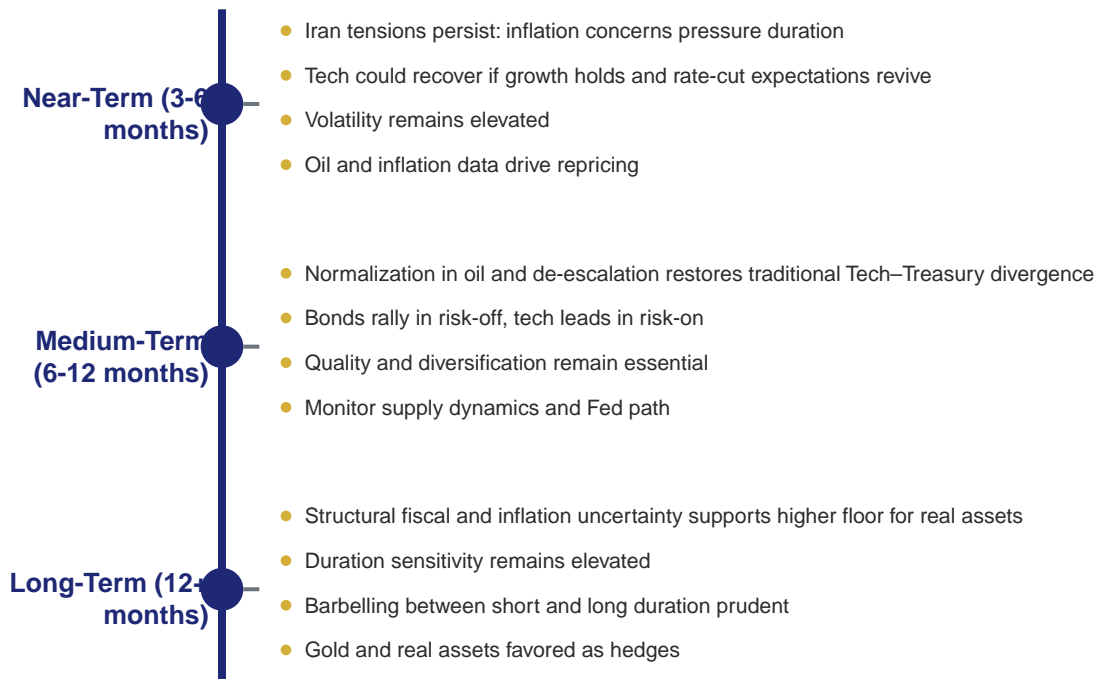 Near-Term (3-6
months)
Iran tensions persist: inflation concerns pressure duration
Tech could recover if growth holds and rate-cut expectations revive
Volatility remains elevated
Oil and inflation data drive repricing
Medium-Term
(6-12 months)
Normalization in oil and de-escalation restores traditional Tech–Treasury divergence
Bonds rally in risk-off, tech leads in risk-on
Quality and diversification remain essential
Monitor supply dynamics and Fed path
Long-Term (12+
months)
Structural fiscal and inflation uncertainty supports higher floor for real assets
Duration sensitivity remains elevated
Barbelling between short and long duration prudent
Gold and real assets favored as hedges